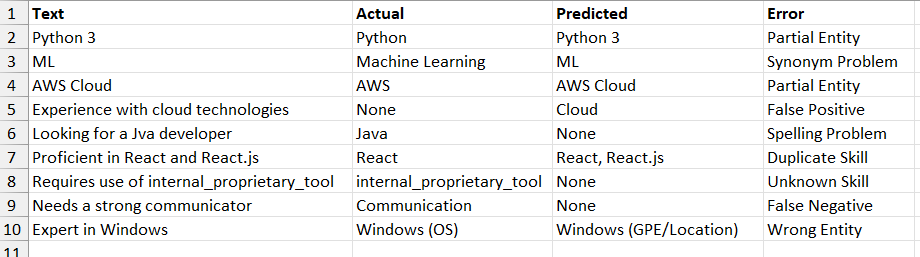 1 Text Actual Predicted Error
2 Python 3 Python Python 3 Partial Entity
3 ML Machine Learning ML Synonym Problem
4 AWS Cloud AWS AWS Cloud Partial Entity
5 Experience with cloud technologies None Cloud False Positive
6 Looking for a Jva developer Java None Spelling Problem
7 Proficient in React and React.js React React, React.js Duplicate Skill
8 Requires use of internal_proprietary_tool internal_proprietary_tool None Unknown Skill
9 Needs a strong communicator Communication None False Negative
10 Expert in Windows Windows (OS) Windows (GPE/Location) Wrong Entity
11